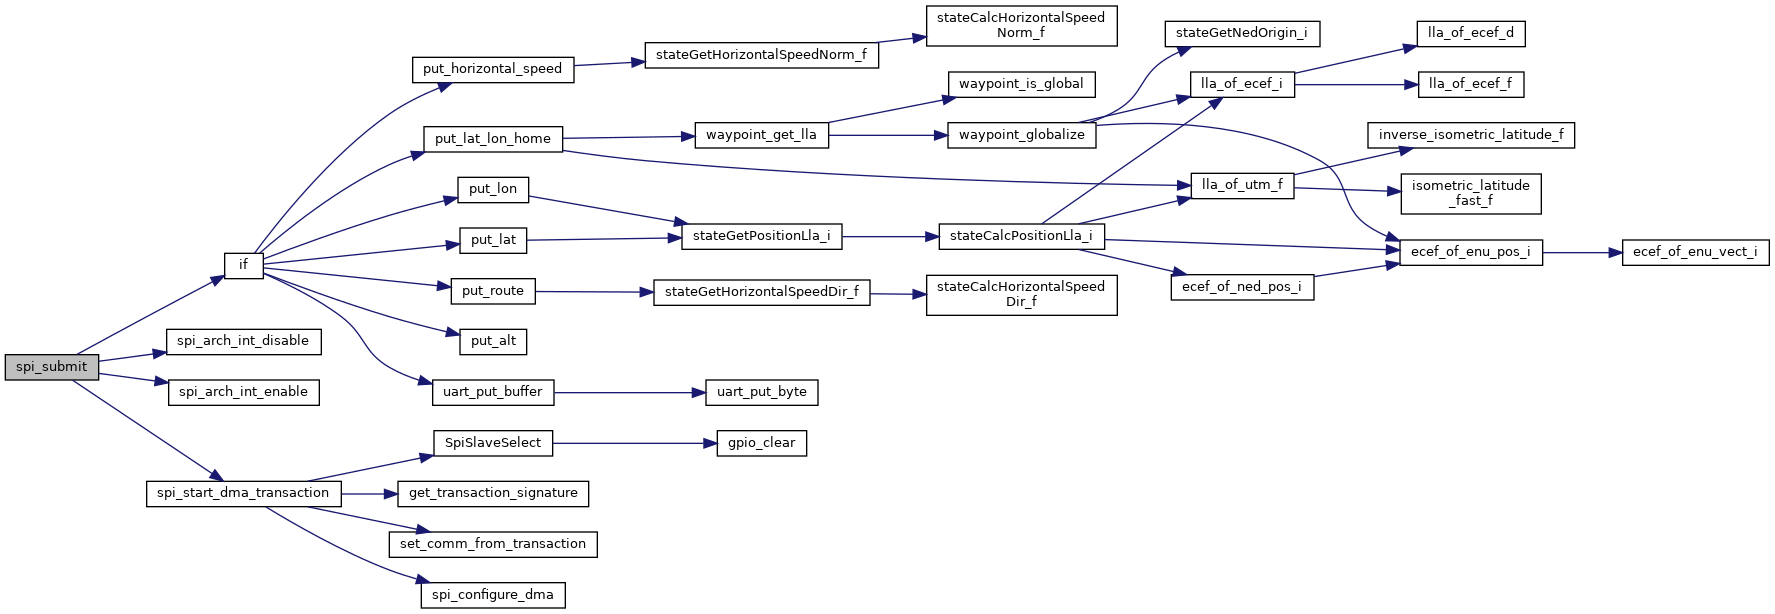 stateCalcHorizontalSpeed
Norm_f
stateGetNedOrigin_i
lla_of_ecef_d
put_horizontal_speed
stateGetHorizontalSpeedNorm_f
waypoint_is_global
lla_of_ecef_i
lla_of_ecef_f
put_lat_lon_home
waypoint_get_lla
waypoint_globalize
inverse_isometric_latitude_f
put_lon
lla_of_utm_f
isometric_latitude
_fast_f
put_lat
stateGetPositionLla_i
stateCalcPositionLla_i
ecef_of_enu_pos_i
ecef_of_enu_vect_i
if
put_route
stateGetHorizontalSpeedDir_f
stateCalcHorizontalSpeed
Dir_f
ecef_of_ned_pos_i
spi_arch_int_disable
put_alt
spi_submit
spi_arch_int_enable
uart_put_buffer
uart_put_byte
SpiSlaveSelect
gpio_clear
spi_start_dma_transaction
get_transaction_signature
set_comm_from_transaction
spi_configure_dma